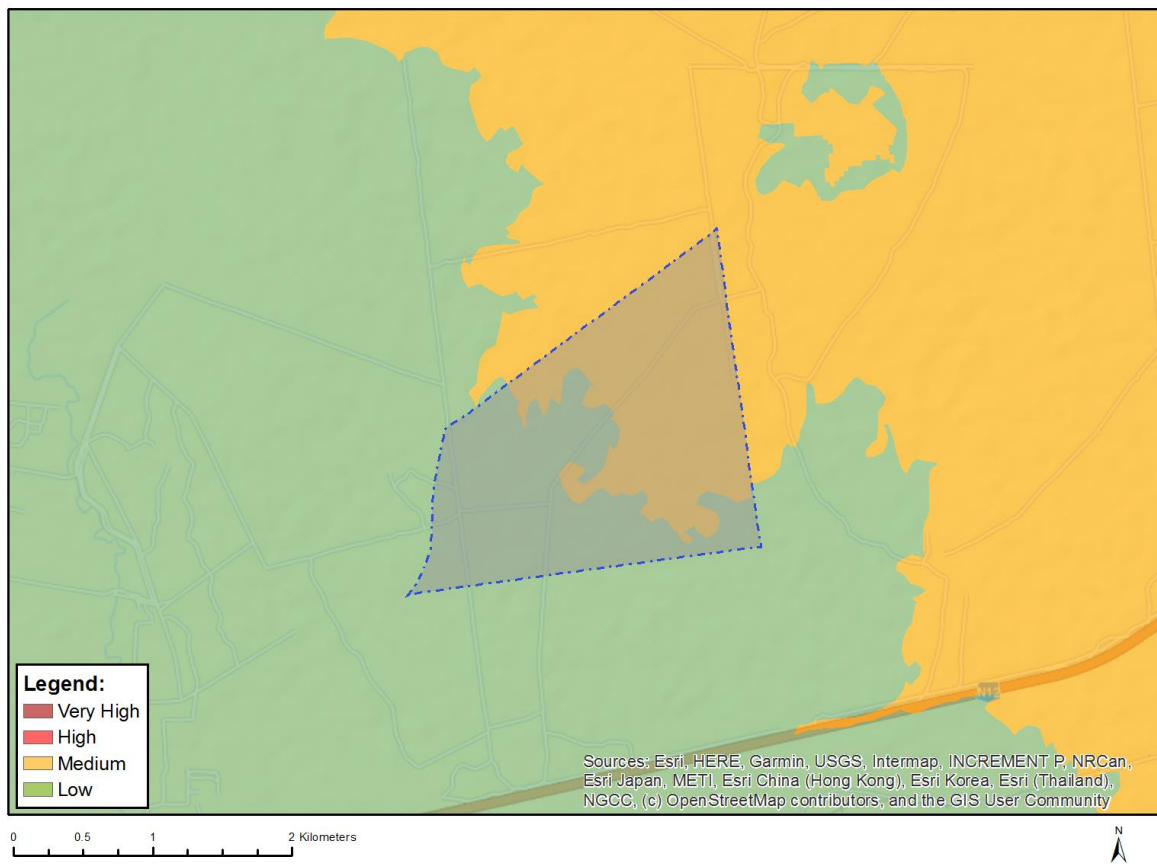 N12
Legend:
Very High
High
Medium
Low
Sources: Esri, HERE, Garmin, USGS, Intermap, INCREMENT P, NRCan,
Esri Japan, METI, Esri China (Hong Kong), Esri Korea, Esri (Thailand),
NGCC, (c) OpenStreetMap contributors, and the GIS User Community
0 0.5 1 2 Kilometers
N